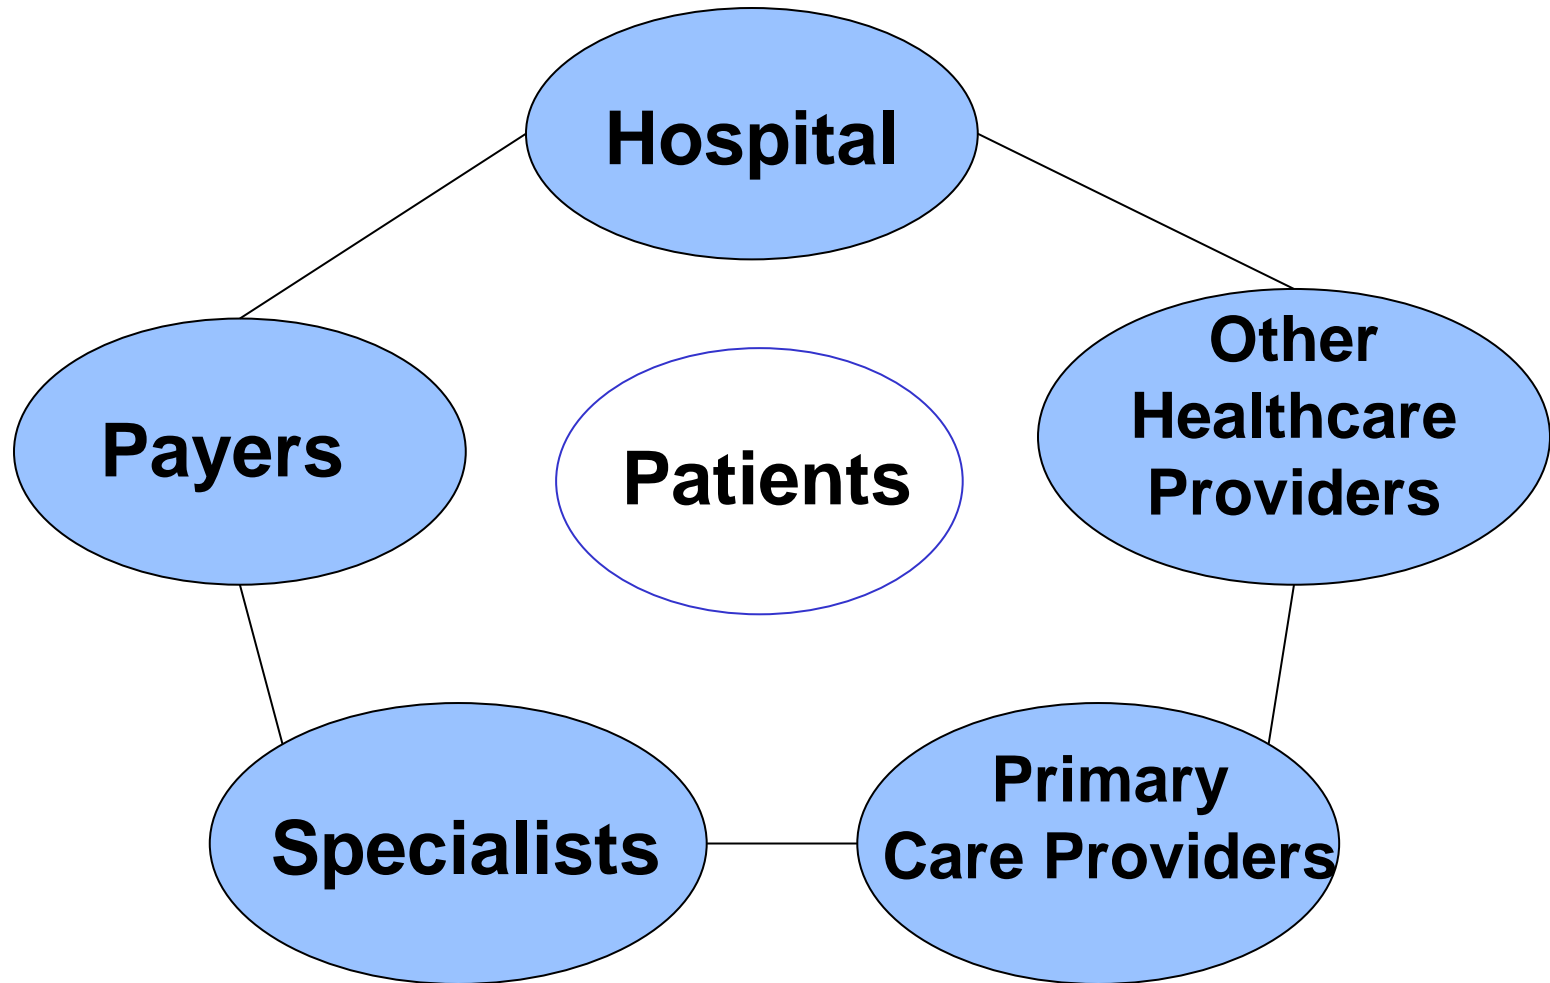 Hospital
Other
Healthcare
Providers
Payers
Patients
Primary
Care Providers
Specialists